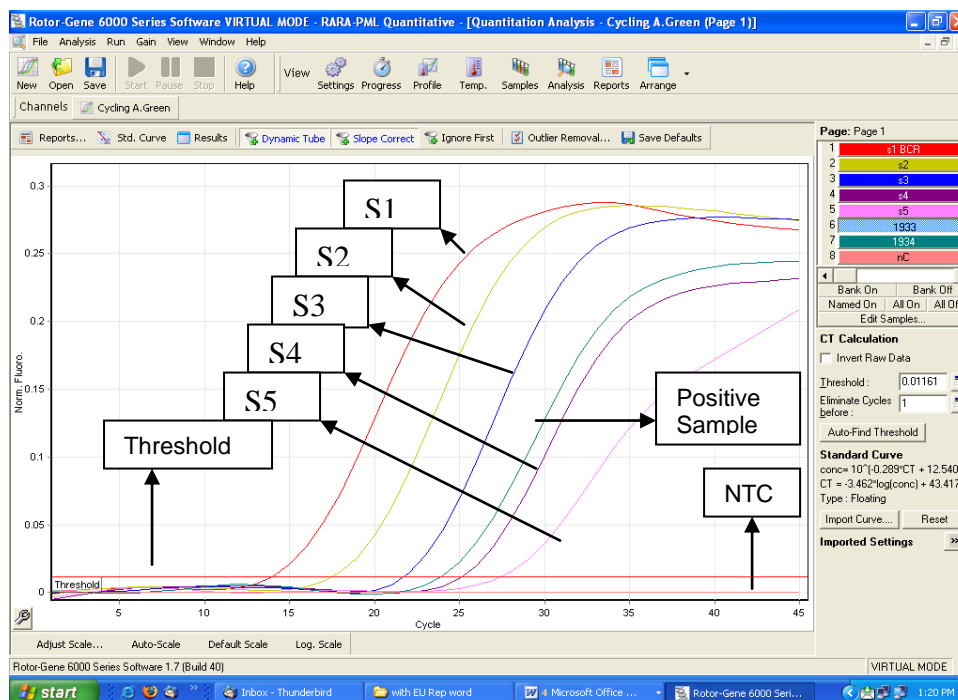 Rotor-Gene 6000 Series Software VIRTUAL MODE - RARA-PML Quantitative - [Quantitation Analysis - Cycling A.Green (Page 1)]
File Analysis Run Gain View Window Help
New Open Save Start Pause Stop Help View Settings Progress Profile Temp. Samples Analysis Reports Arrange
Channels Cycling A.Green
Reports... Std. Curve Results Dynamic Tube Slope Correct Ignore First Outlier Removal... Save Defaults
Page: Page 1
1 s1 BCR
2 s2
3 s3
4 s4
5 s5
6 1933
7 1934
8 nC
Bank On Bank Off
Named On All On All Of
Edit Samples...
CT Calculation
Invert Raw Data
Threshold : 0.01161
Eliminate Cycles before : 1
Auto-Find Threshold
Standard Curve
conc= 10^(-0.289*CT + 12.540
CT = -3.462*log(conc) + 43.417
Type : Floating
Import Curve.... Reset
Imported Settings
Norm. Fluoro.
0.3
0.25
0.2
0.15
0.1
0.05
0
S1
S2
S3
S4
S5
Threshold
Positive
Sample
NTC
Threshold
5 10 15 20 25 30 35 40 45
Cycle
Adjust Scale... Auto-Scale Default Scale Log. Scale
Rotor-Gene 6000 Series Software 1.7 (Build 40) VIRTUAL MODE
start Inbox - Thunderbird with EU Rep word 4 Microsoft Office ... Rotor-Gene 6000 Seri... 1:20 PM